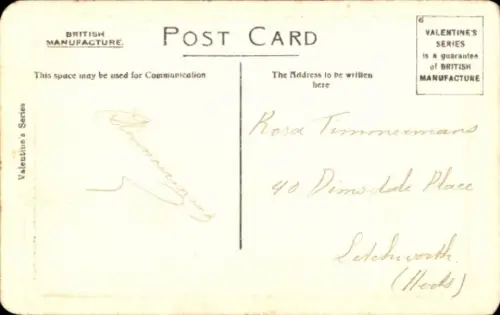 BRITISH
MANUFACTURE.
POST CARD
VALENTINE'S
SERIES
is a guarantee
of BRITISH
MANUFACTURE
This space may be used for Communication
The Address to be written
here
Valentine's Series
Rosa Timmermans
40 Place
Letchworth.
(Herts)